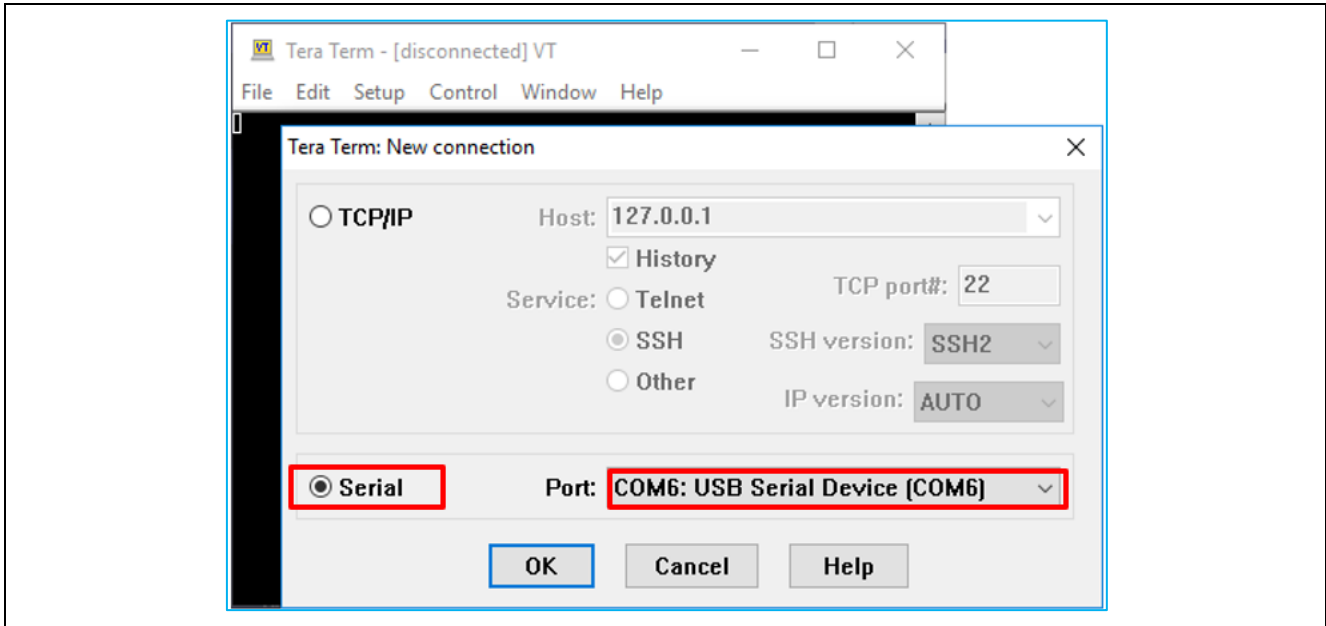 VT
Tera Term - [disconnected] VT
File Edit Setup Control Window Help
Tera Term: New connection
TCP/IP Host: 127.0.0.1
History
Service: Telnet TCP port#: 22
SSH SSH version: SSH2
Other IP version: AUTO
Serial Port: COM6: USB Serial Device (COM6)
OK Cancel Help